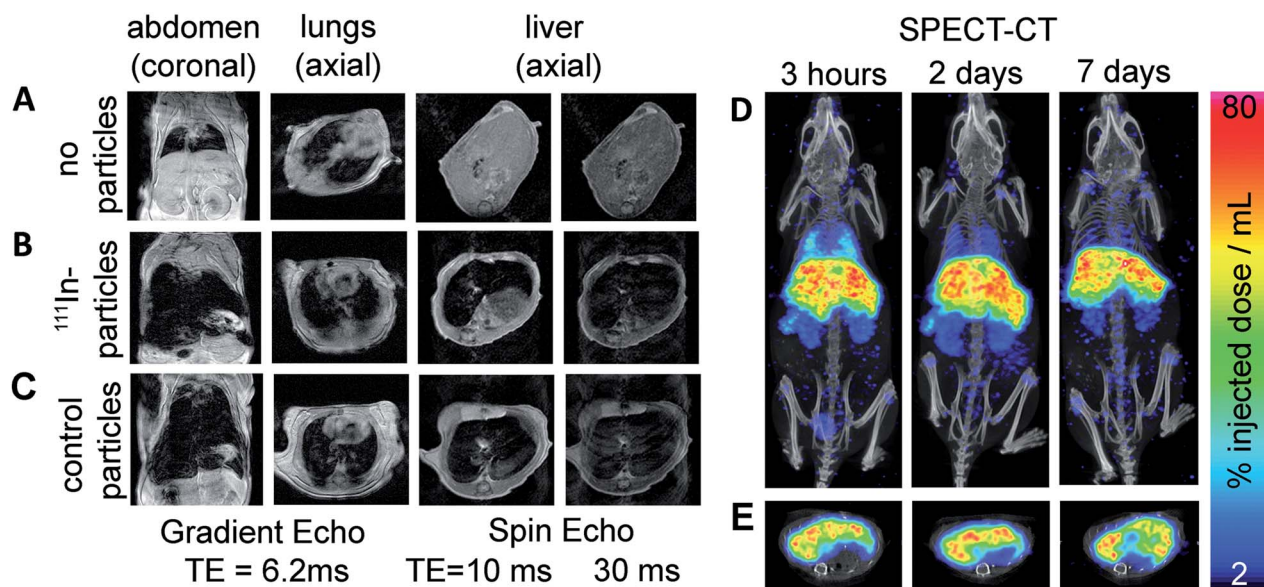 abdomen
(coronal)
lungs
(axial)
liver
(axial)
A
no
particles
B
¹¹¹In-
particles
C
control
particles
Gradient Echo
TE = 6.2ms
Spin Echo
TE=10 ms
30 ms
SPECT-CT
3 hours
2 days
7 days
D
E
80
% injected dose / mL
2